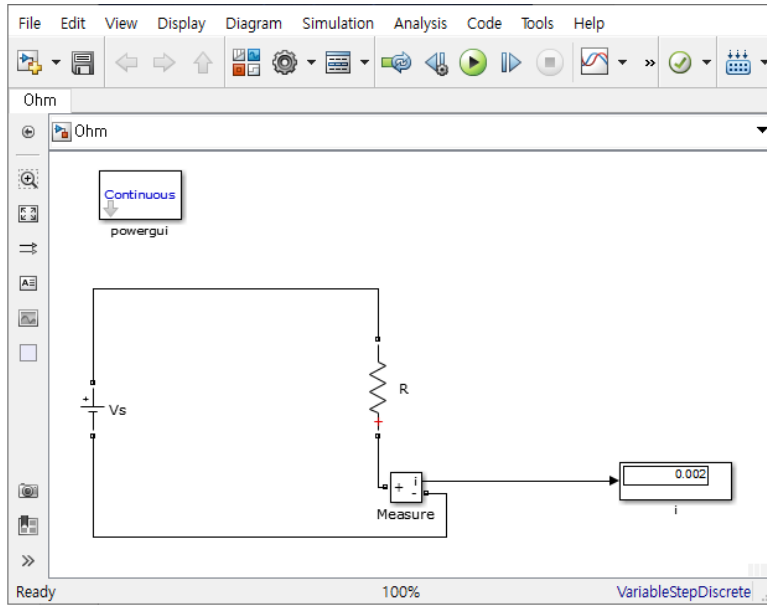 File Edit View Display Diagram Simulation Analysis Code Tools Help
Ohm
Ohm
Continuous
powergui
+ Vs
R
+ i -
Measure
0.002
i
Ready 100% VariableStepDiscrete